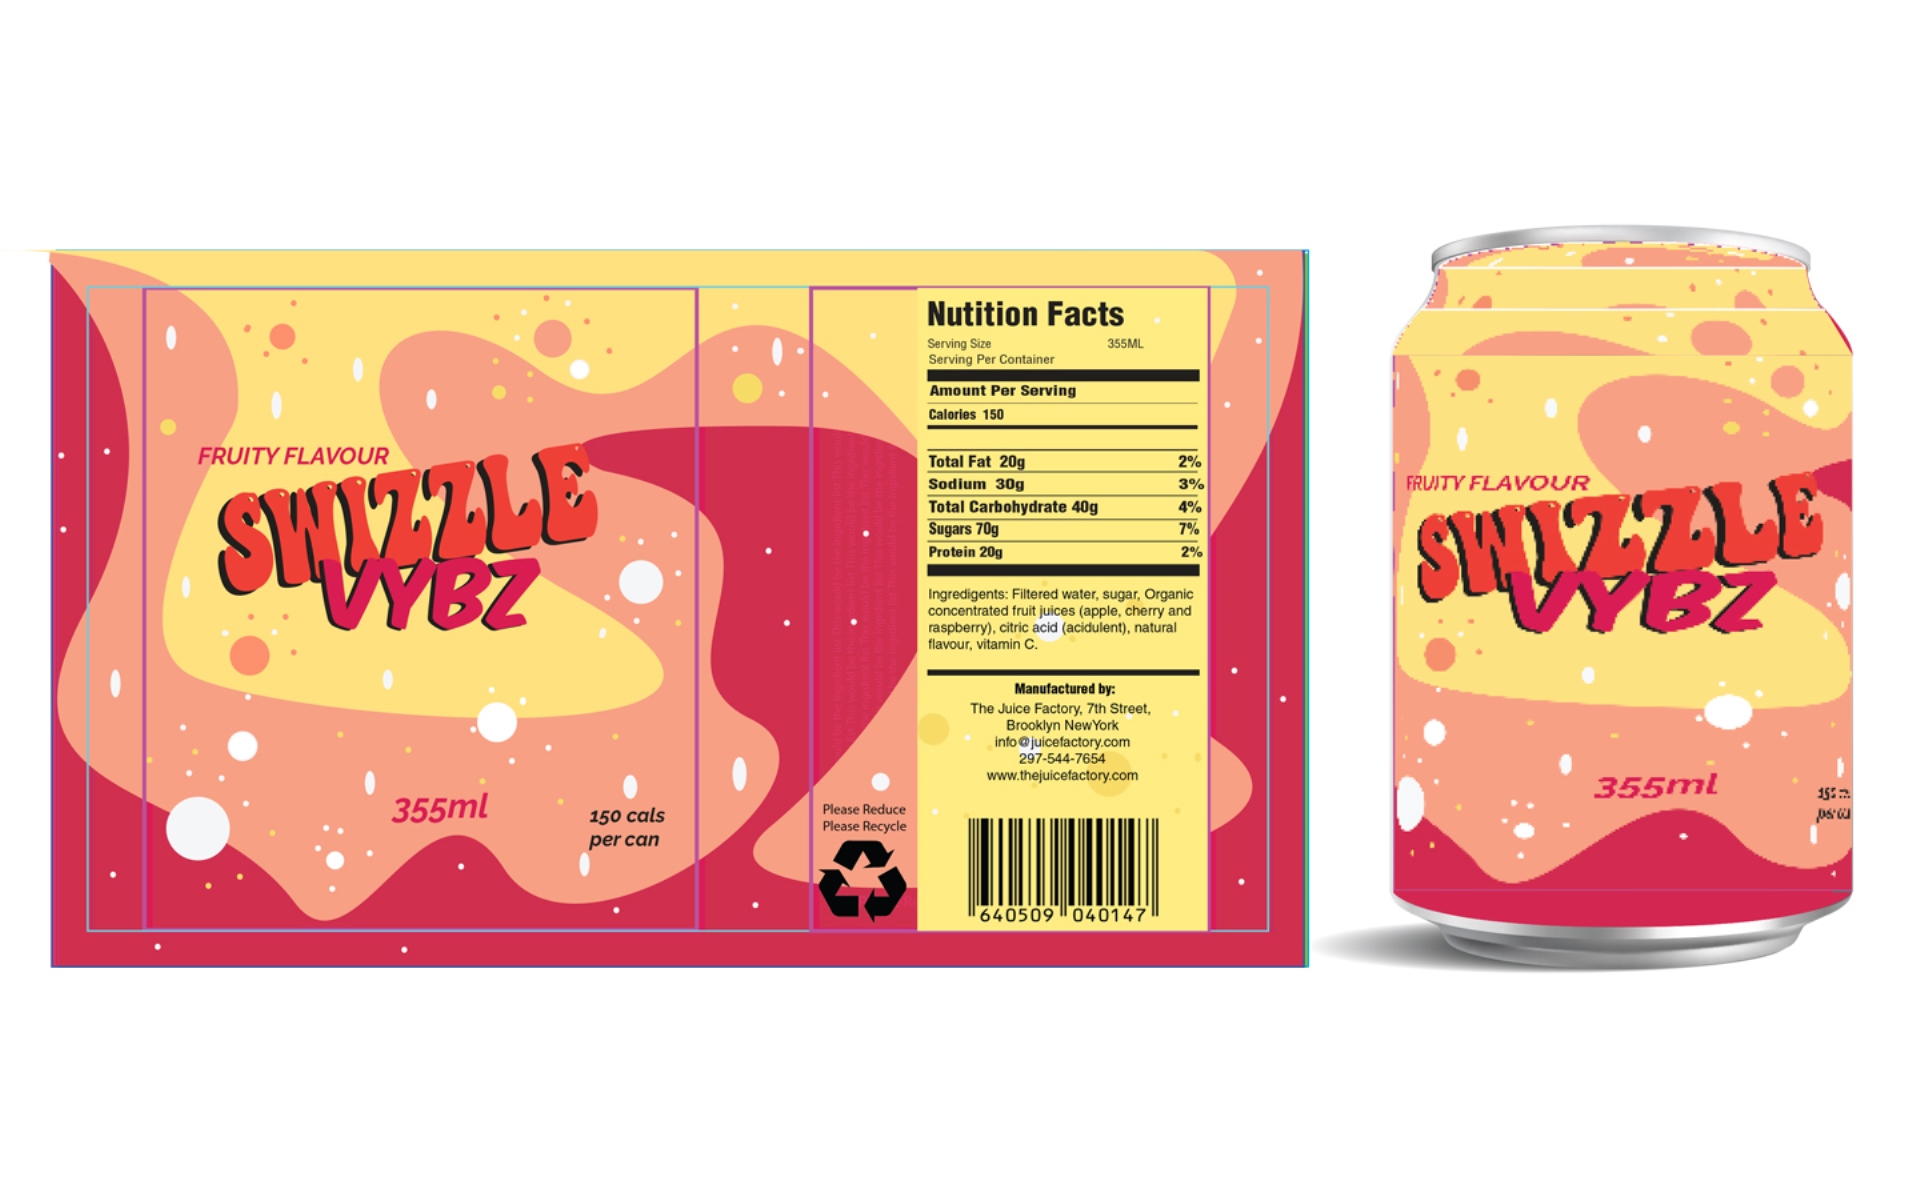 FRUITY FLAVOUR
SWIZZLE
VYBZ
355ml
150 cals
per can
Please Reduce
Please Recycle
Nutition Facts
Serving Size 355ML
Serving Per Container
Amount Per Serving
Calories 150
Total Fat 20g 2%
Sodium 30g 3%
Total Carbohydrate 40g 4%
Sugars 70g 7%
Protein 20g 2%
Ingredigents: Filtered water, sugar, Organic
concentrated fruit juices (apple, cherry and
raspberry), citric acid (acidulent), natural
flavour, vitamin C.
Manufactured by:
The Juice Factory, 7th Street,
Brooklyn NewYork
info@juicefactory.com
297-544-7654
www.thejuicefactory.com
640509 040147
FRUITY FLAVOUR
SWIZZLE
VYBZ
355ml